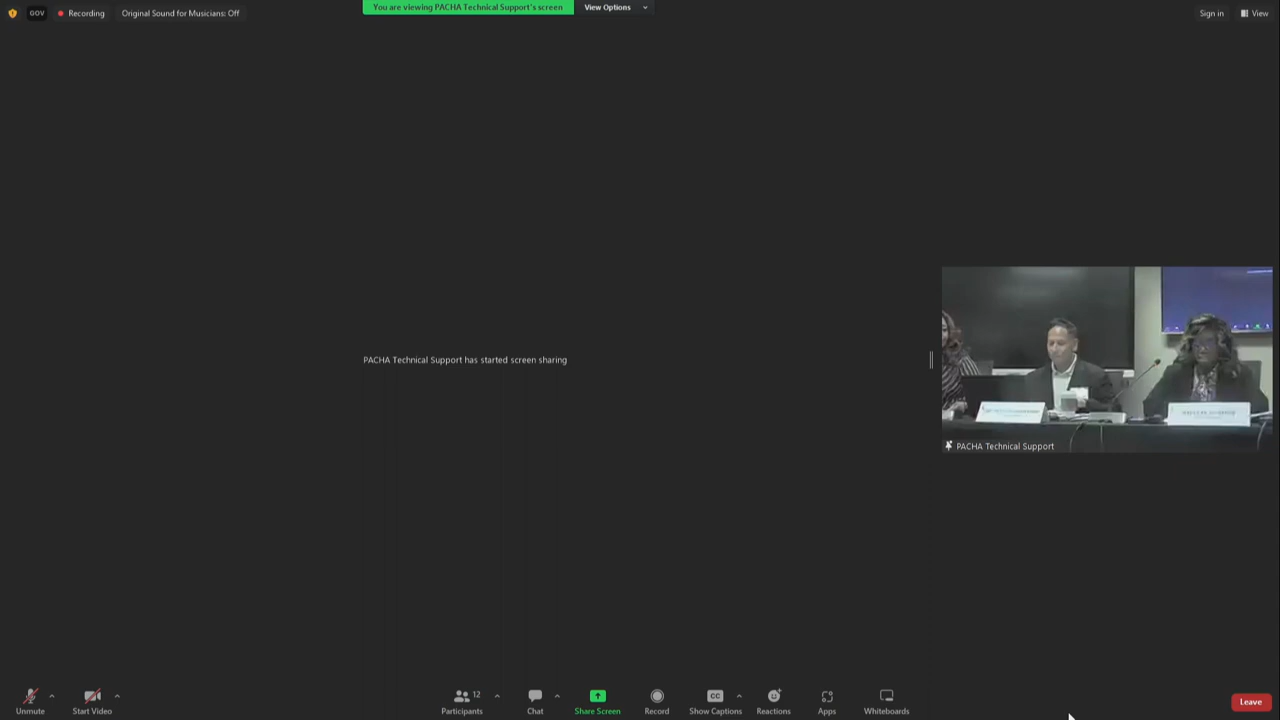 GOV
Recording
Original Sound for Musicians: Off
You are viewing PACHA Technical Support's screen
View Options
Sign in
View
PACHA Technical Support has started screen sharing
PACHA Technical Support
Unmute
Start Video
Participants
12
Chat
Share Screen
Record
CC
Show Captions
Reactions
Apps
Whiteboards
Leave